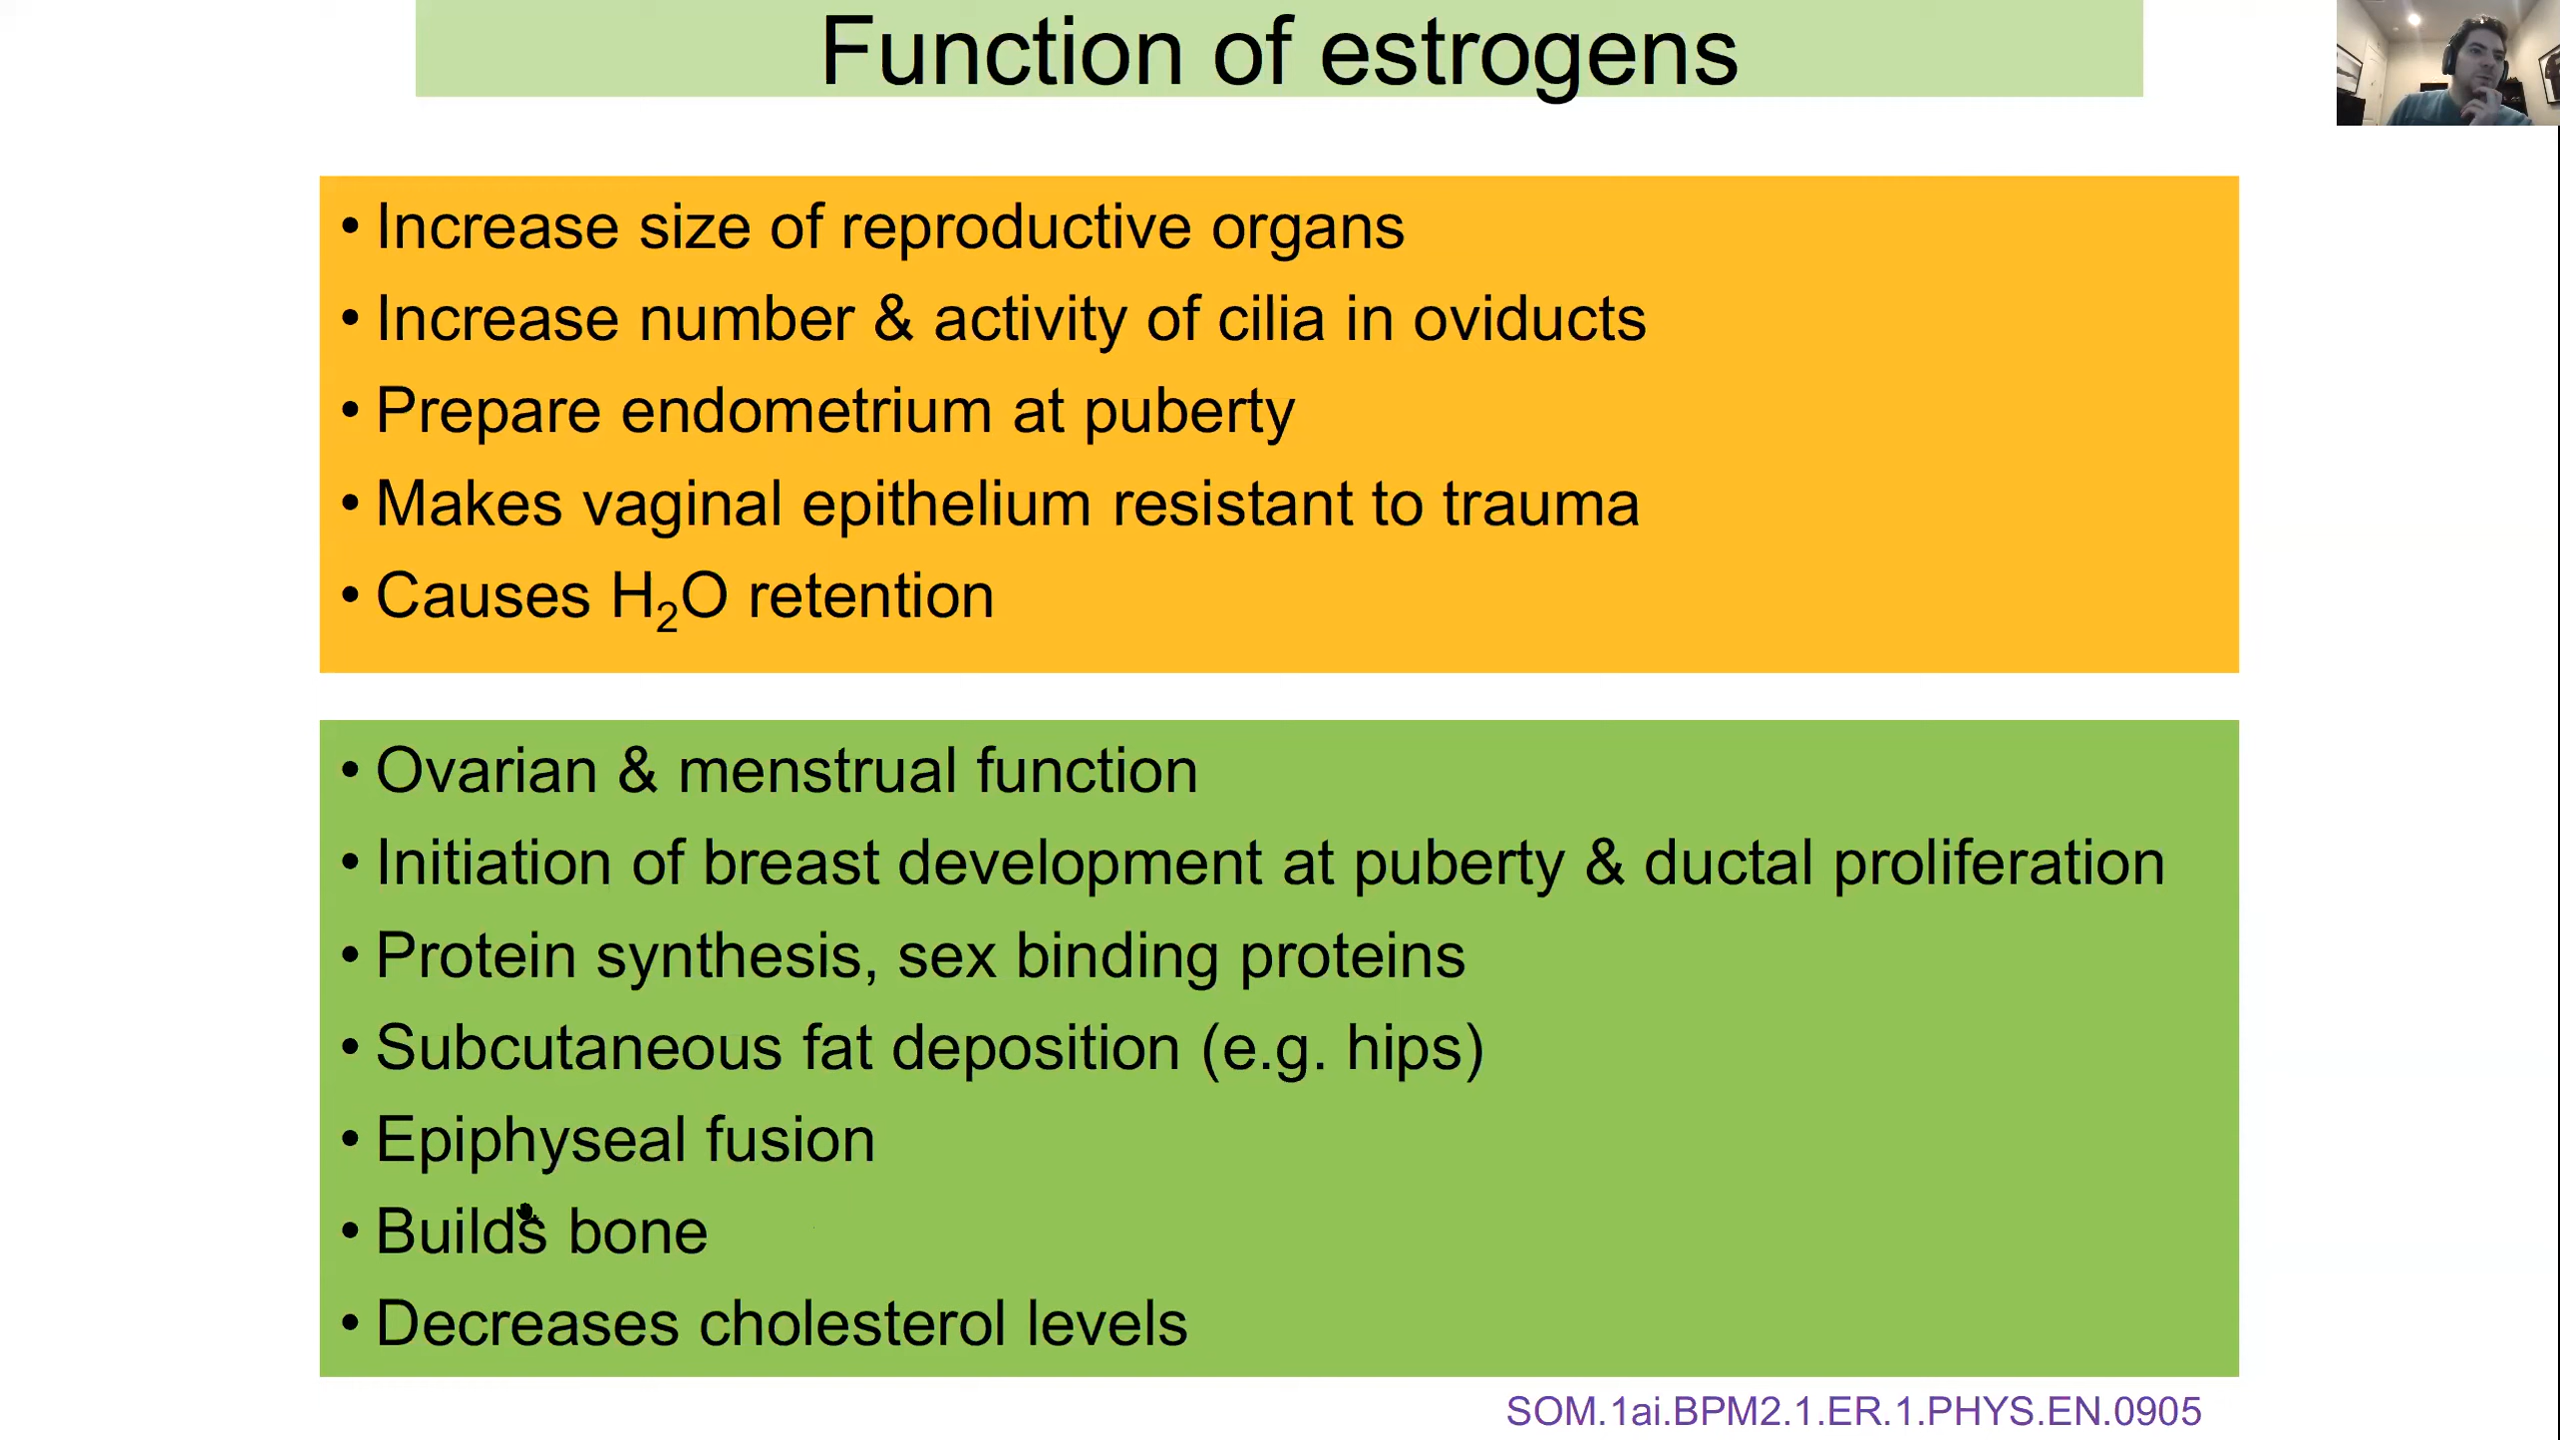 Function of estrogens
• Increase size of reproductive organs
• Increase number & activity of cilia in oviducts
• Prepare endometrium at puberty
• Makes vaginal epithelium resistant to trauma
• Causes H₂O retention
• Ovarian & menstrual function
• Initiation of breast development at puberty & ductal proliferation
• Protein synthesis, sex binding proteins
• Subcutaneous fat deposition (e.g. hips)
• Epiphyseal fusion
• Builds bone
• Decreases cholesterol levels
SOM.1ai.BPM2.1.ER.1.PHYS.EN.0905